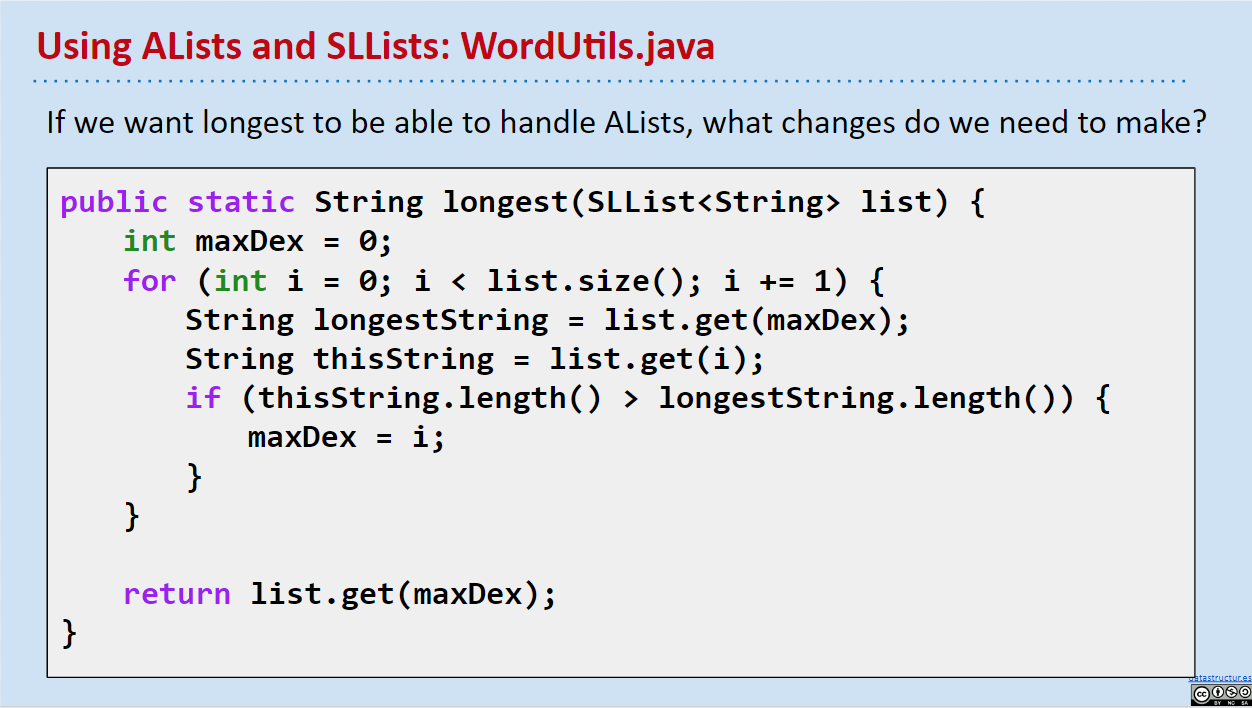 Using ALists and SLLists: WordUtils.java
If we want longest to be able to handle ALists, what changes do we need to make?
public static String longest(SLList<String> list) {
int maxDex = 0;
for (int i = 0; i < list.size(); i += 1) {
String longestString = list.get(maxDex);
String thisString = list.get(i);
if (thisString.length() > longestString.length()) {
maxDex = i;
}
}
return list.get(maxDex);
}
datastructur.es
CC BY NC SA